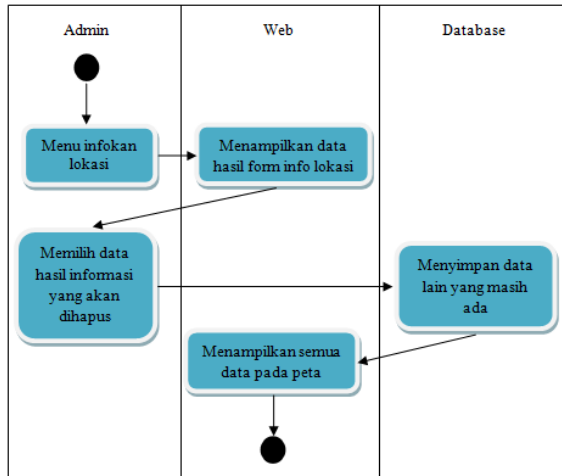 Admin
Web
Database
Menu infokan
lokasi
Menampilkan data
hasil form info lokasi
Memilih data
hasil informasi
yang akan
dihapus
Menyimpan data
lain yang masih
ada
Menampilkan semua
data pada peta